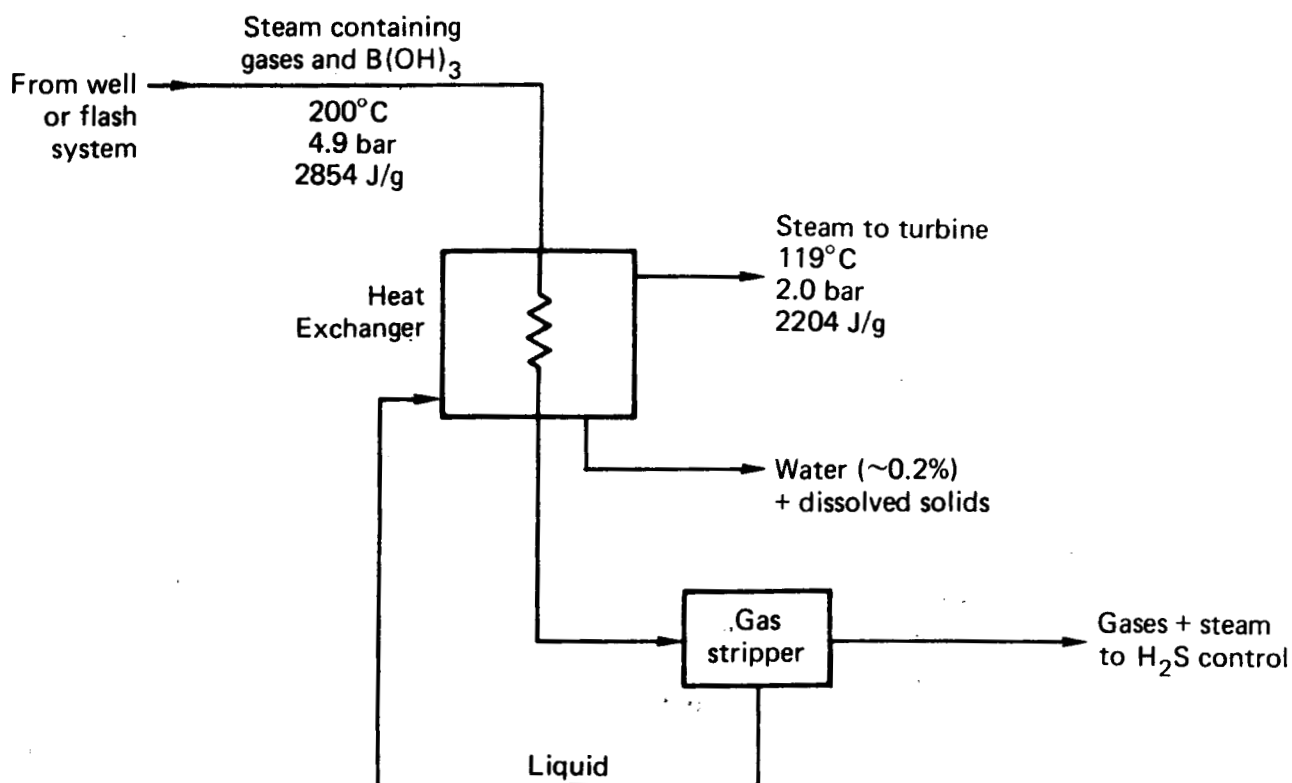 Steam containing
gases and B(OH)3
From well
or flash
system
200°C
4.9 bar
2854 J/g
Steam to turbine
119°C
2.0 bar
2204 J/g
Heat
Exchanger
Water (~0.2%)
+ dissolved solids
Gas
stripper
Gases + steam
to H2S control
Liquid